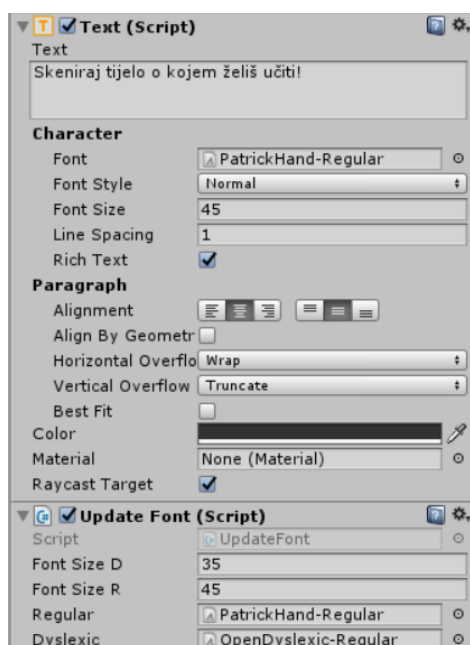 Text (Script)
Text
Skeniraj tijelo o kojem želiš učiti!
Character
Font PatrickHand-Regular
Font Style Normal
Font Size 45
Line Spacing 1
Rich Text
Paragraph
Alignment
Align By Geometr
Horizontal Overflo Wrap
Vertical Overflow Truncate
Best Fit
Color
Material None (Material)
Raycast Target
Update Font (Script)
Script UpdateFont
Font Size D 35
Font Size R 45
Regular PatrickHand-Regular
Dyslexic OpenDyslexic-Regular